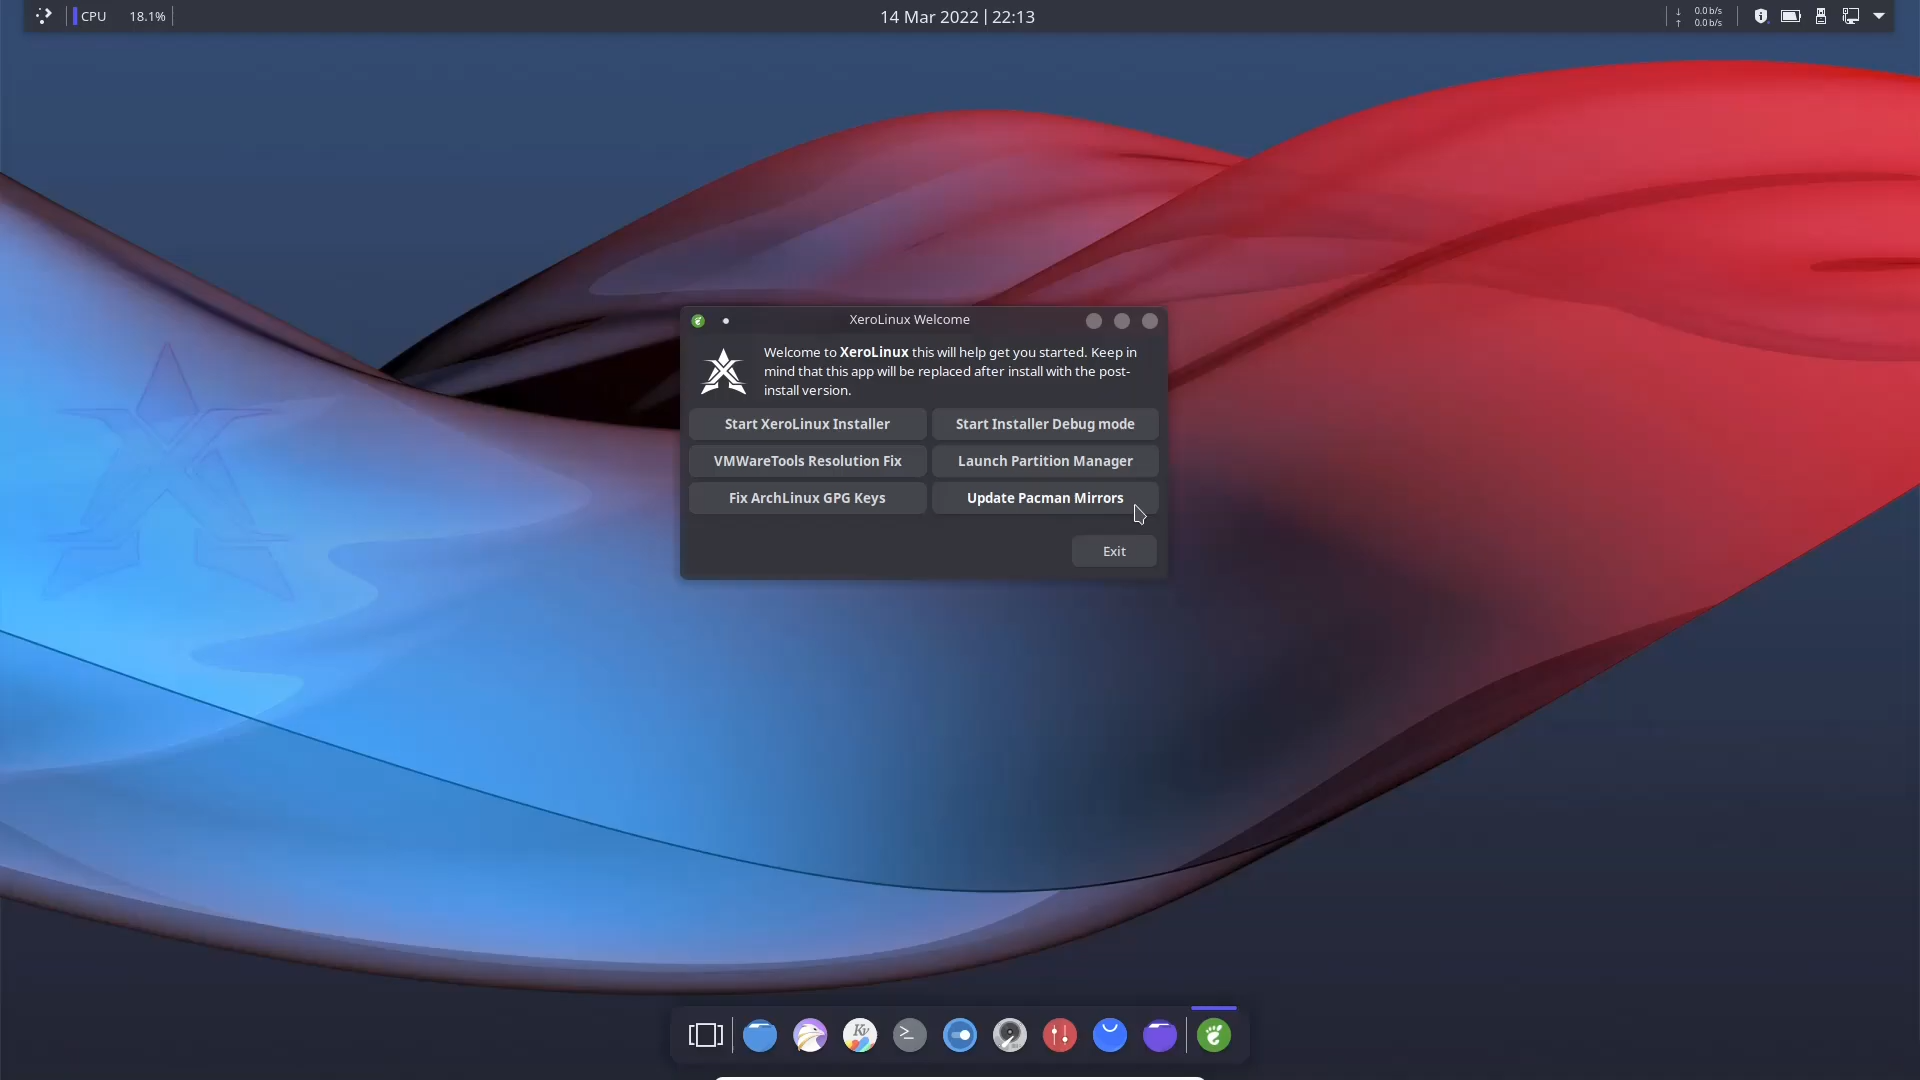 CPU 18.1%
14 Mar 2022 | 22:13
↓ 0.0 b/s
↑ 0.0 b/s
XeroLinux Welcome
Welcome to XeroLinux this will help get you started. Keep in
mind that this app will be replaced after install with the post-
install version.
Start XeroLinux Installer
Start Installer Debug mode
VMWareTools Resolution Fix
Launch Partition Manager
Fix ArchLinux GPG Keys
Update Pacman Mirrors
Exit
Kv